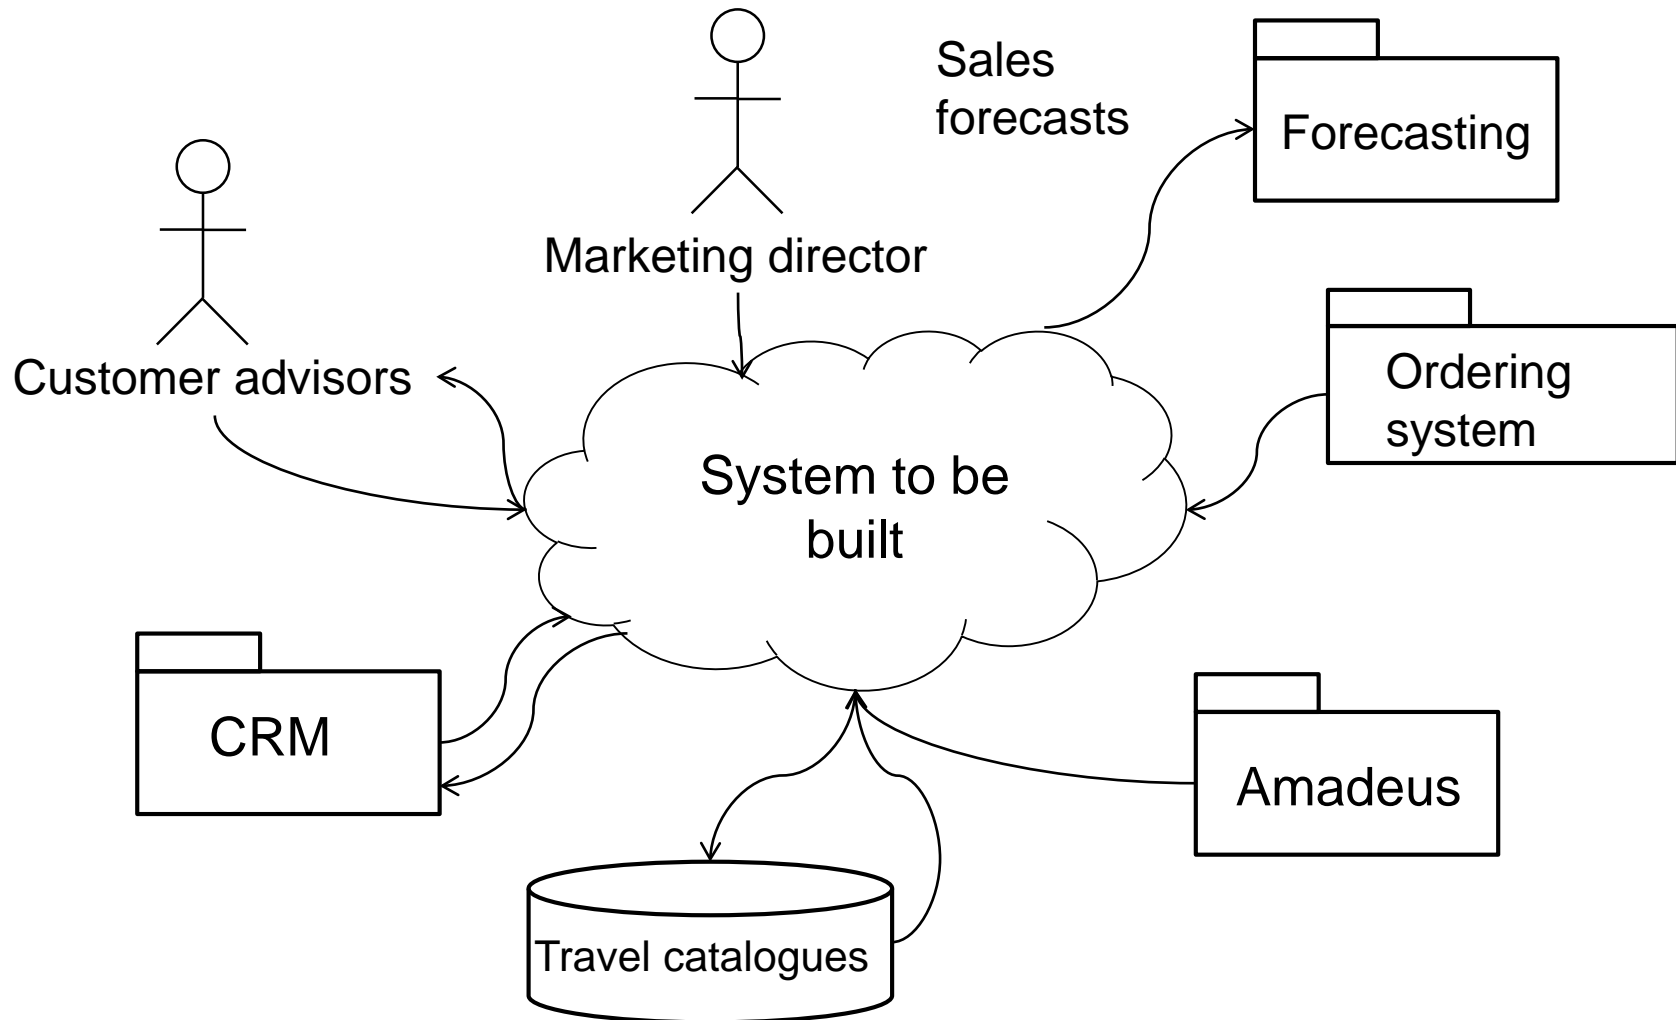 Sales
forecasts
Forecasting
Marketing director
Customer advisors
Ordering
system
System to be
built
CRM
Amadeus
Travel catalogues